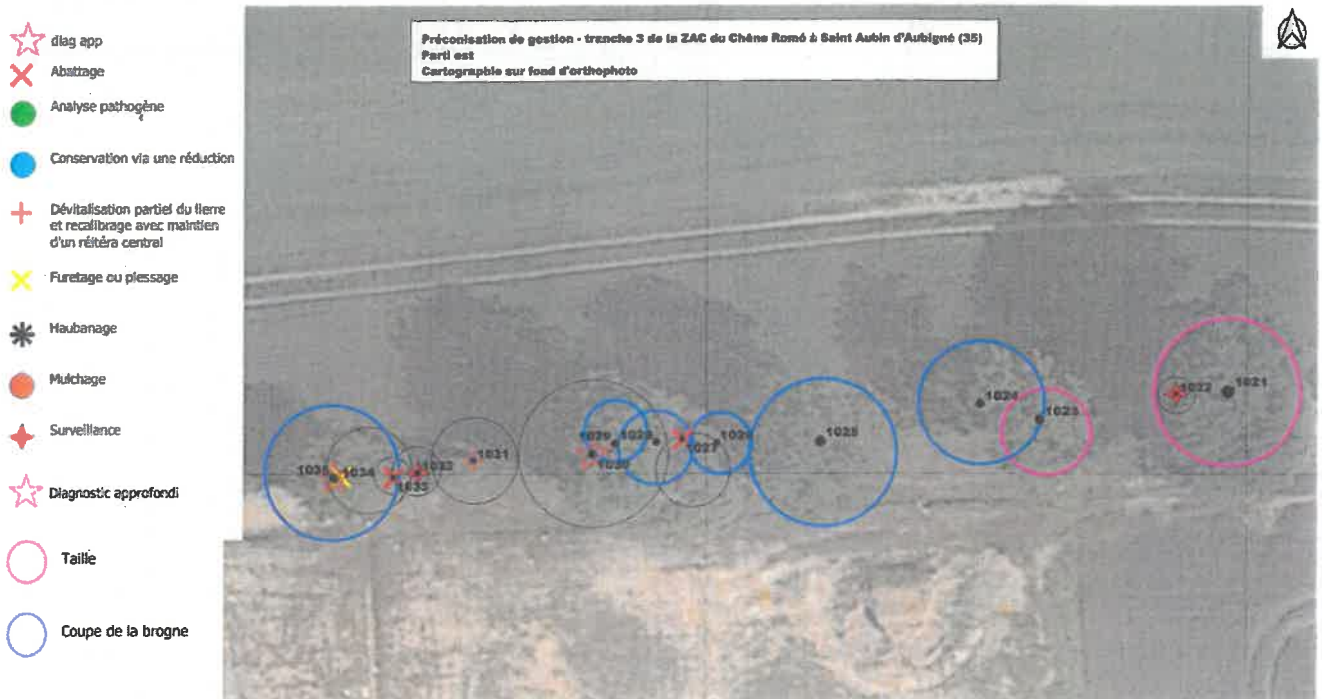 Préconisation de gestion - tranche 3 de la ZAC du Chêne Romé à Saint Aubin d'Aubigné (35)
Parti est
Cartographie sur fond d'orthophoto
diag app
Abattage
Analyse pathogène
Conservation via une réduction
Dévitalisation partiel du lierre
et recalibrage avec maintien
d'un réitéra central
Furetage ou plessage
Haubanage
Mulchage
Surveillance
Diagnostic approfondi
Taille
Coupe de la brogne
1022
1021
1024
1023
1025
1026
1027
1028
1029
1030
1031
1032
1033
1034
1035